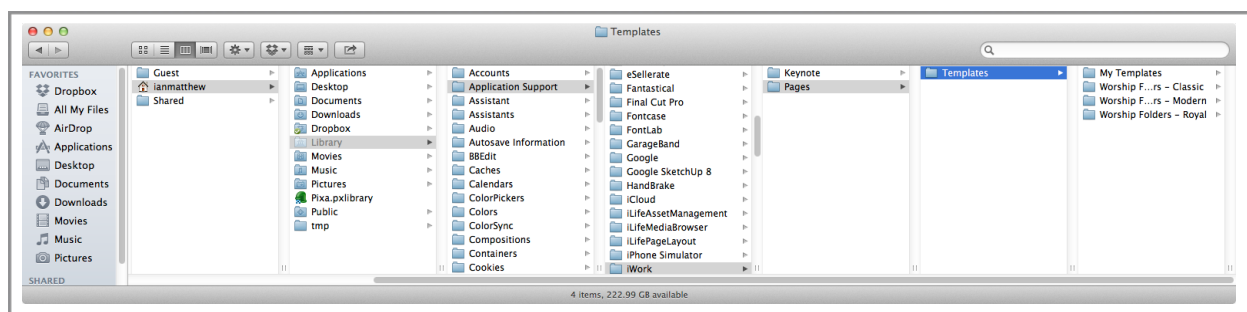 Templates
FAVORITES
Dropbox
All My Files
AirDrop
Applications
Desktop
Documents
Downloads
Movies
Music
Pictures
SHARED
Guest
ianmatthew
Shared
Applications
Desktop
Documents
Downloads
Dropbox
Library
Movies
Music
Pictures
Pixa.pxlibrary
Public
tmp
Accounts
Application Support
Assistant
Assistants
Audio
Autosave Information
BBEdit
Caches
Calendars
ColorPickers
Colors
ColorSync
Compositions
Containers
Cookies
eSellerate
Fantastical
Final Cut Pro
Fontcase
FontLab
GarageBand
Google
Google SketchUp 8
HandBrake
iCloud
iLifeAssetManagement
iLifeMediaBrowser
iLifePageLayout
iPhone Simulator
iWork
Keynote
Pages
Templates
My Templates
Worship F...rs – Classic
Worship F...rs – Modern
Worship Folders – Royal
4 items, 222.99 GB available